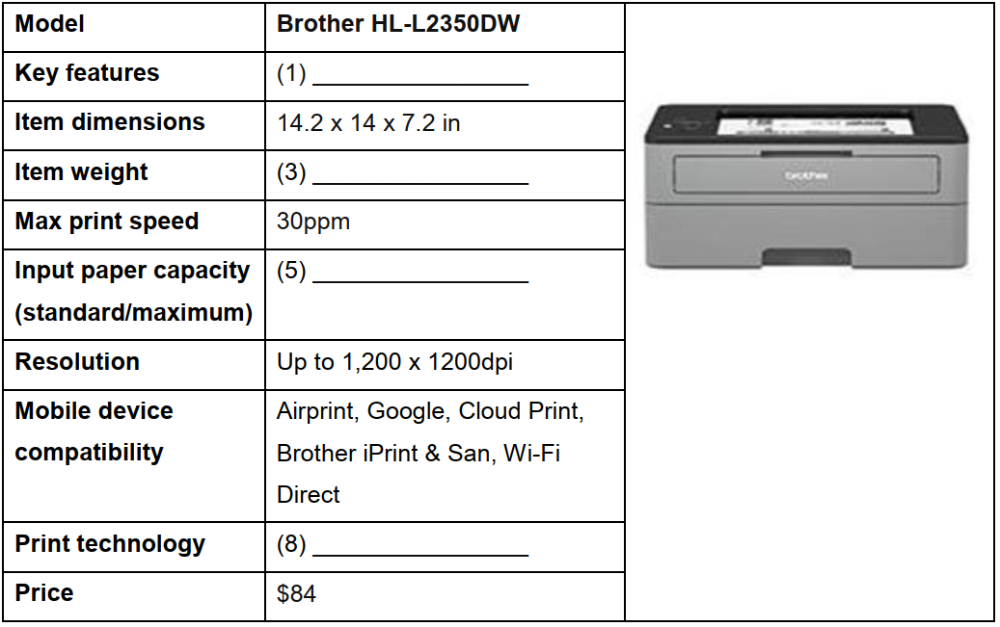 Model
Brother HL-L2350DW
Key features
(1) ________________
Item dimensions
14.2 x 14 x 7.2 in
Item weight
(3) ________________
Max print speed
30ppm
Input paper capacity
(standard/maximum)
(5) ________________
Resolution
Up to 1,200 x 1200dpi
Mobile device
compatibility
Airprint, Google, Cloud Print,
Brother iPrint & San, Wi-Fi
Direct
Print technology
(8) ________________
Price
$84
brother